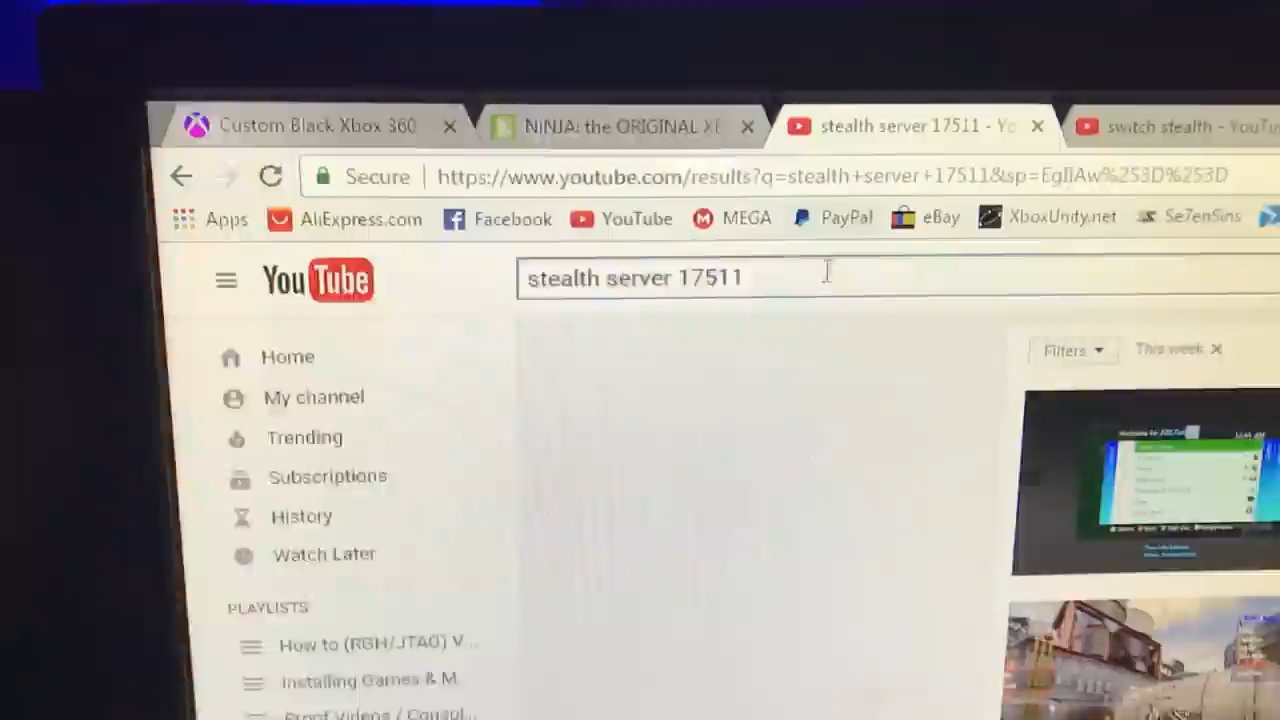 Custom Black Xbox 360
NiNJA: the ORIGINAL
stealth server 17511 - Yo
switch stealth - YouTu
Secure
https://www.youtube.com/results?q=stealth+server+17511&sp=EgIIAw%253D%253D
Apps
AliExpress.com
Facebook
YouTube
MEGA
PayPal
eBay
XboxUnity.net
Se7enSins
YouTube
stealth server 17511
Home
Filters
This week
My channel
Trending
Subscriptions
History
Watch Later
PLAYLISTS
How to (RGH/JTAG) V...
Installing Games & M
Proof Videos / Consol...